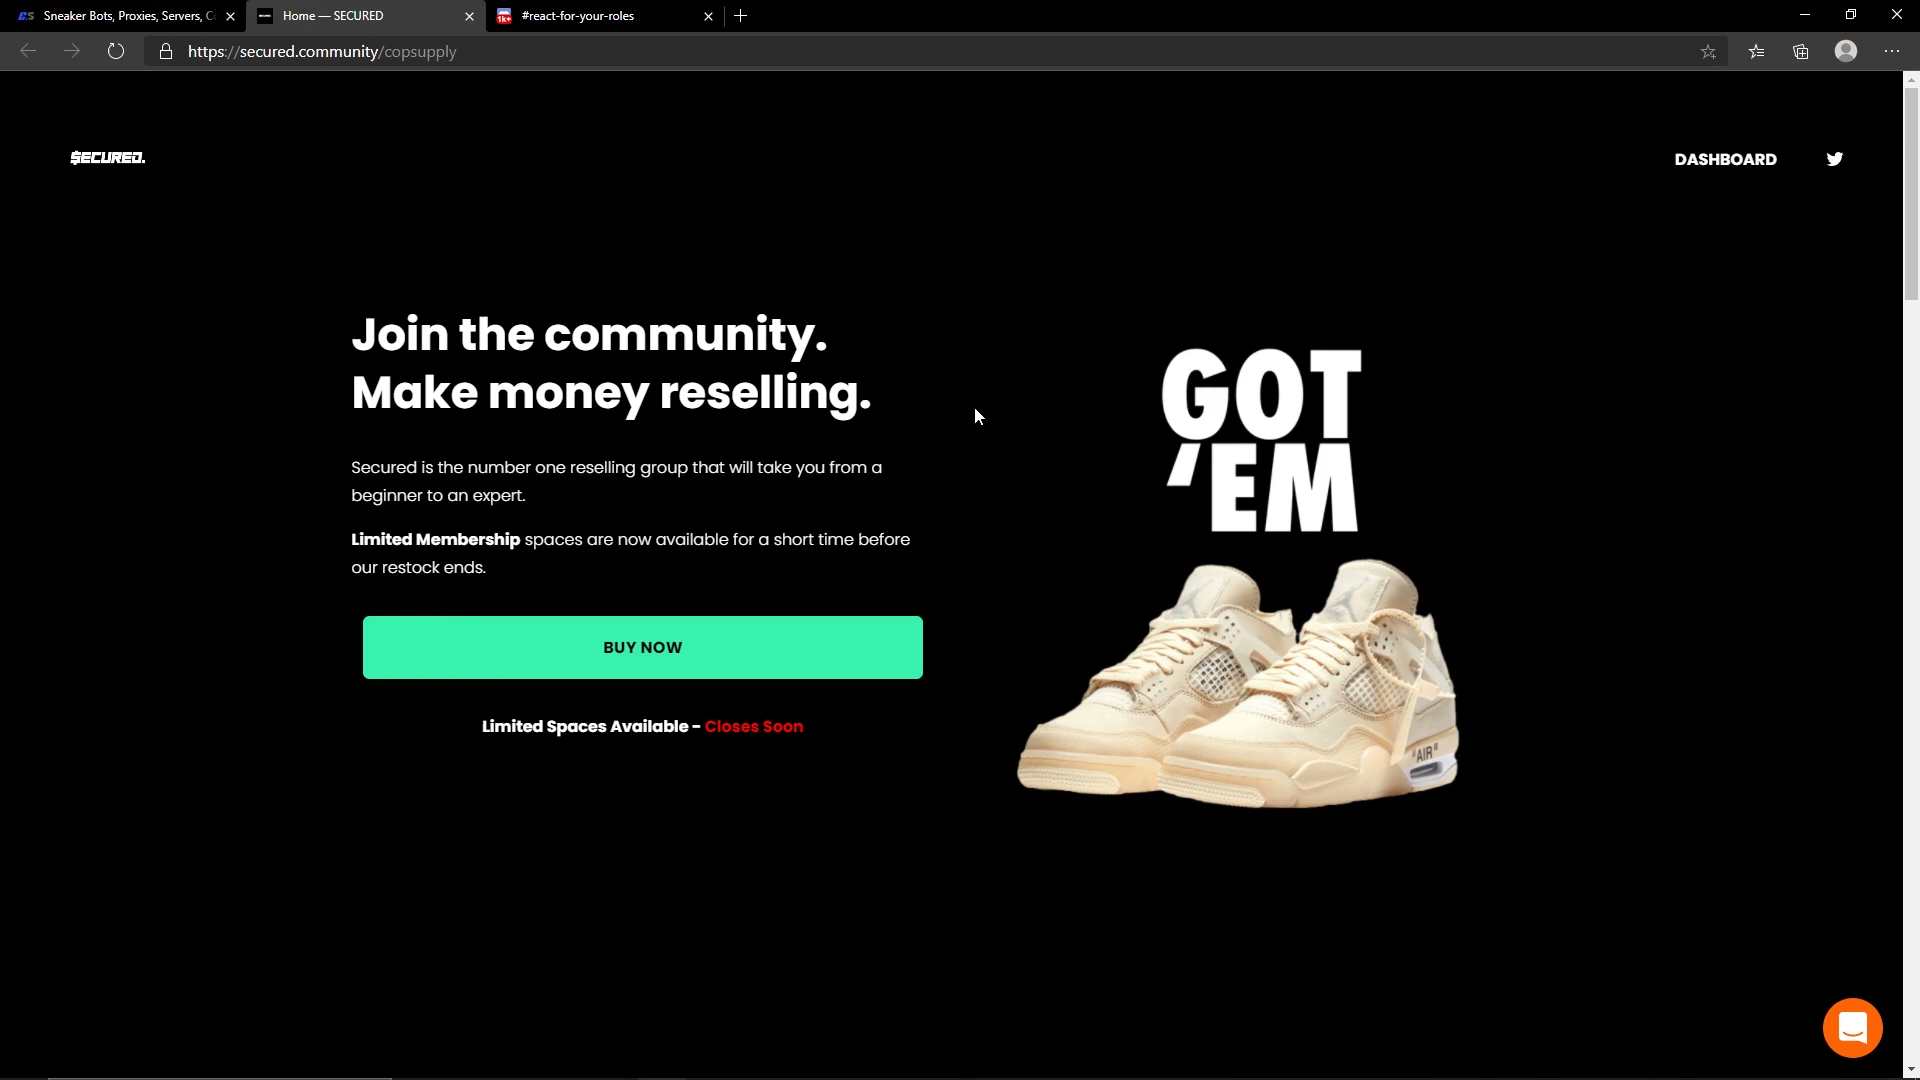 Sneaker Bots, Proxies, Servers, C
Home — SECURED
1k+
#react-for-your-roles
https://secured.community/copsupply
$ECURED.
DASHBOARD
Join the community.
Make money reselling.
Secured is the number one reselling group that will take you from a
beginner to an expert.
Limited Membership spaces are now available for a short time before
our restock ends.
BUY NOW
Limited Spaces Available - Closes Soon
GOT
'EM
"AIR"